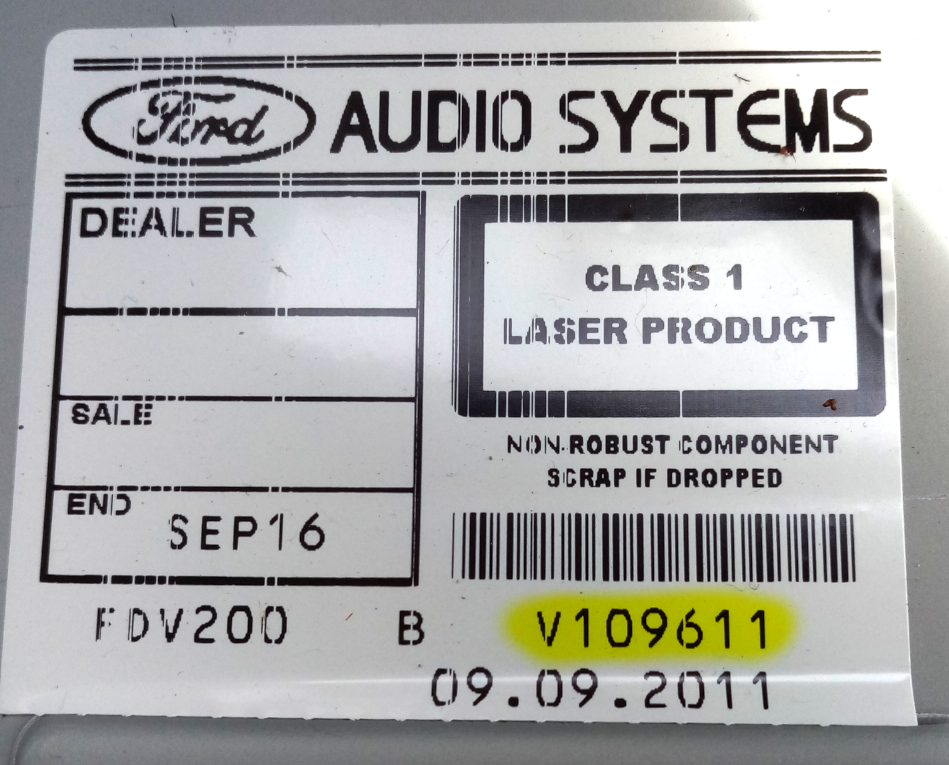 Ford AUDIO SYSTEMS
DEALER
CLASS 1
LASER PRODUCT
SALE
NON-ROBUST COMPONENT
SCRAP IF DROPPED
END SEP16
FDV200 B V109611
09.09.2011